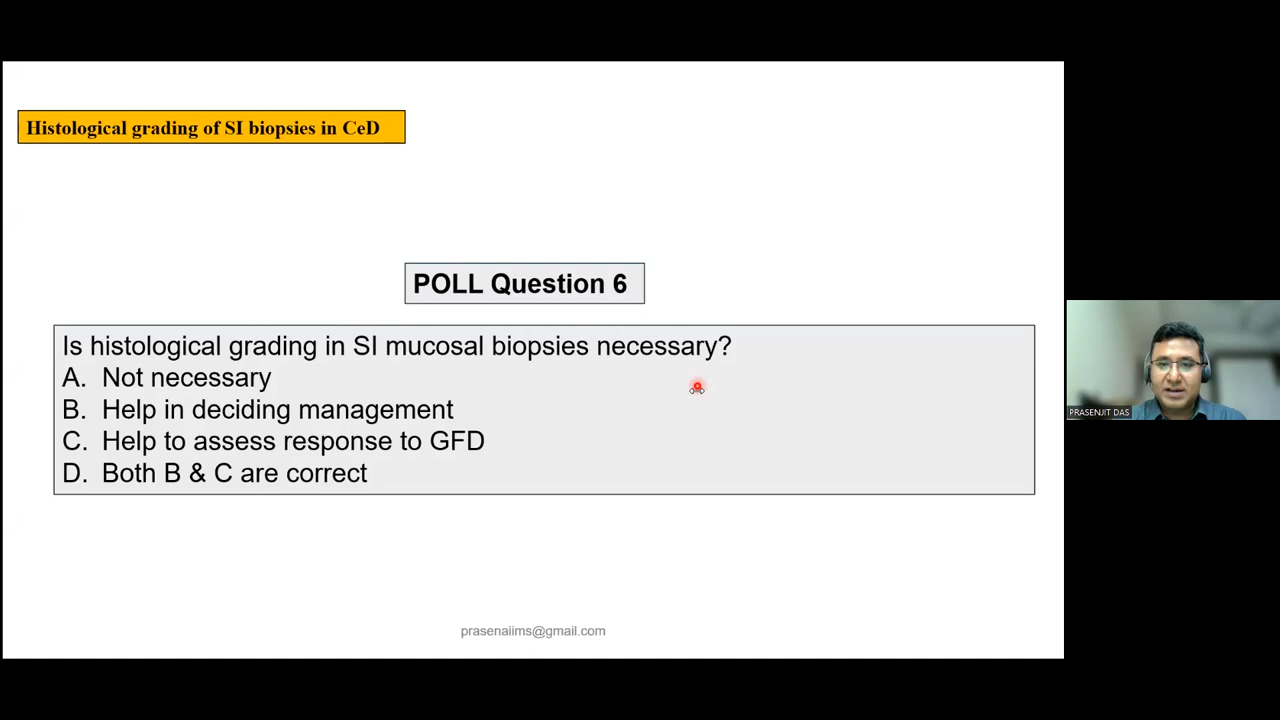 Histological grading of SI biopsies in CeD
POLL Question 6
Is histological grading in SI mucosal biopsies necessary?
A. Not necessary
B. Help in deciding management
C. Help to assess response to GFD
D. Both B & C are correct
PRASENJIT DAS
prasenaiims@gmail.com